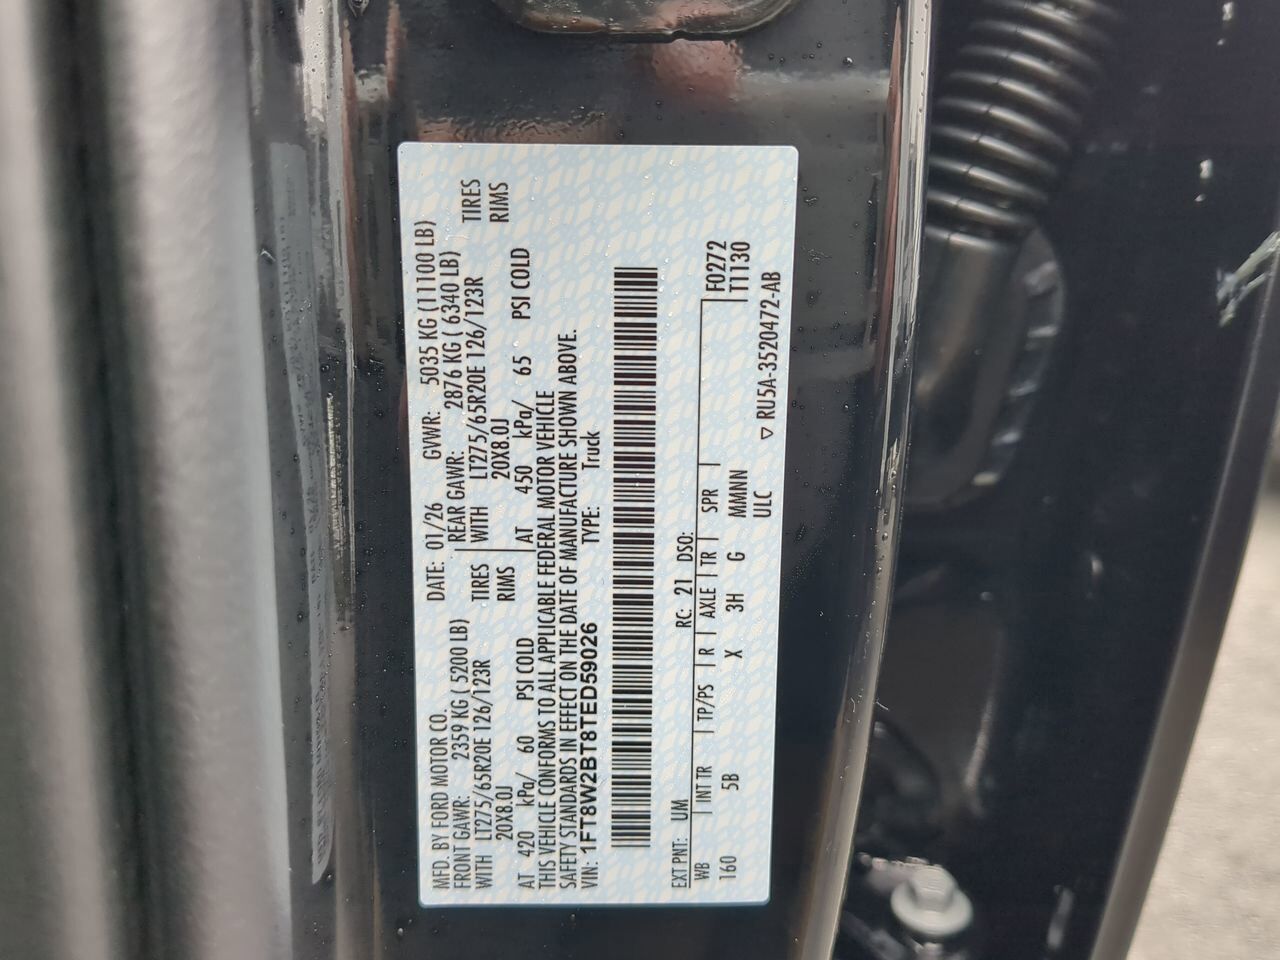 MFD. BY FORD MOTOR CO. DATE: 01/26 GVWR: 5035 KG (11100 LB)
FRONT GAWR: 2359 KG ( 5200 LB) REAR GAWR: 2876 KG ( 6340 LB)
WITH LT275/65R20E 126/123R TIRES WITH LT275/65R20E 126/123R TIRES
20X8.0J RIMS 20X8.0J RIMS
AT 420 kPa/ 60 PSI COLD AT 450 kPa/ 65 PSI COLD
THIS VEHICLE CONFORMS TO ALL APPLICABLE FEDERAL MOTOR VEHICLE
SAFETY STANDARDS IN EFFECT ON THE DATE OF MANUFACTURE SHOWN ABOVE.
VIN: 1FT8W2BT8TED59026 TYPE: Truck
EXT PNT: UM RC: 21 DSO: F0272
WB INT TR TP/PS R AXLE TR SPR T1130
160 5B X 3H G MMNN
ULC ▽ RU5A-3520472-AB